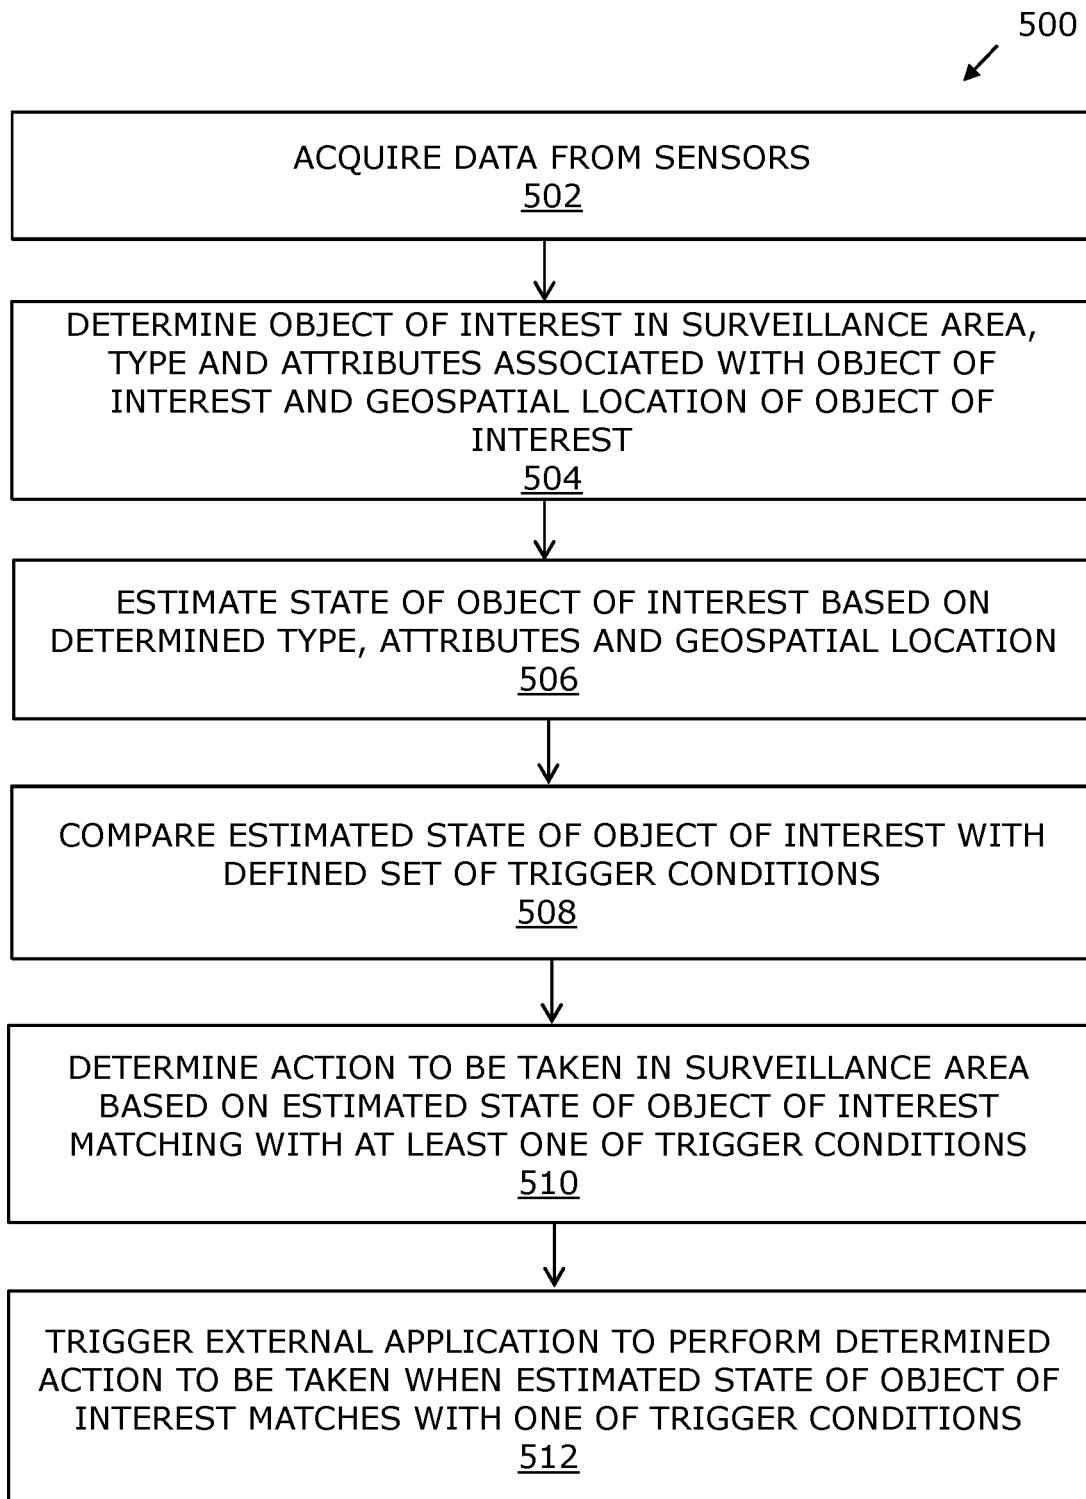 500
ACQUIRE DATA FROM SENSORS
502
DETERMINE OBJECT OF INTEREST IN SURVEILLANCE AREA,
TYPE AND ATTRIBUTES ASSOCIATED WITH OBJECT OF
INTEREST AND GEOSPATIAL LOCATION OF OBJECT OF
INTEREST
504
ESTIMATE STATE OF OBJECT OF INTEREST BASED ON
DETERMINED TYPE, ATTRIBUTES AND GEOSPATIAL LOCATION
506
COMPARE ESTIMATED STATE OF OBJECT OF INTEREST WITH
DEFINED SET OF TRIGGER CONDITIONS
508
DETERMINE ACTION TO BE TAKEN IN SURVEILLANCE AREA
BASED ON ESTIMATED STATE OF OBJECT OF INTEREST
MATCHING WITH AT LEAST ONE OF TRIGGER CONDITIONS
510
TRIGGER EXTERNAL APPLICATION TO PERFORM DETERMINED
ACTION TO BE TAKEN WHEN ESTIMATED STATE OF OBJECT OF
INTEREST MATCHES WITH ONE OF TRIGGER CONDITIONS
512